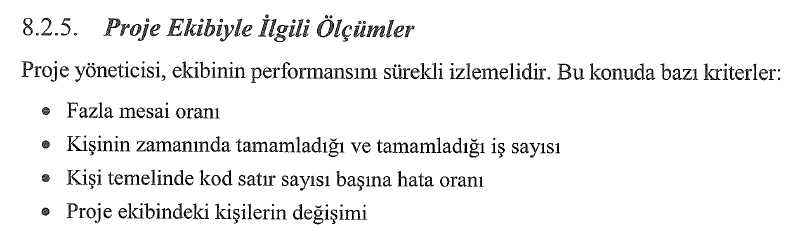 8.2.5. Proje Ekibiyle İlgili Ölçümler
Proje yöneticisi, ekibinin performansını sürekli izlemelidir. Bu konuda bazı kriterler:
• Fazla mesai oranı
• Kişinin zamanında tamamladığı ve tamamladığı iş sayısı
• Kişi temelinde kod satır sayısı başına hata oranı
• Proje ekibindeki kişilerin değişimi